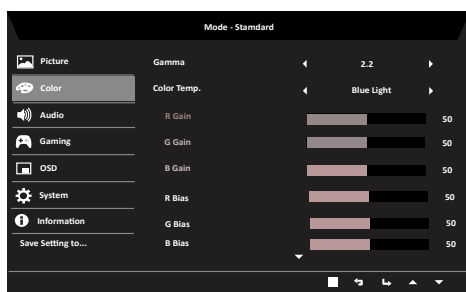 Mode - Stamdard
Picture
Color
Audio
Gaming
OSD
System
Information
Save Setting to...
Gamma 2.2
Color Temp. Blue Light
R Gain 50
G Gain 50
B Gain 50
R Bias 50
G Bias 50
B Bias 50